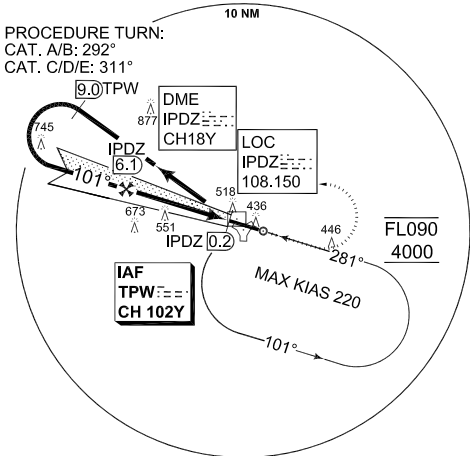 10 NM
PROCEDURE TURN:
CAT. A/B: 292°
CAT. C/D/E: 311°
9.0 TPW
745
877
DME
IPDZ
CH18Y
IPDZ
6.1
LOC
IPDZ
108.150
101°
518
436
673
551
IPDZ 0.2
446
281°
FL090
4000
IAF
TPW
CH 102Y
MAX KIAS 220
101°